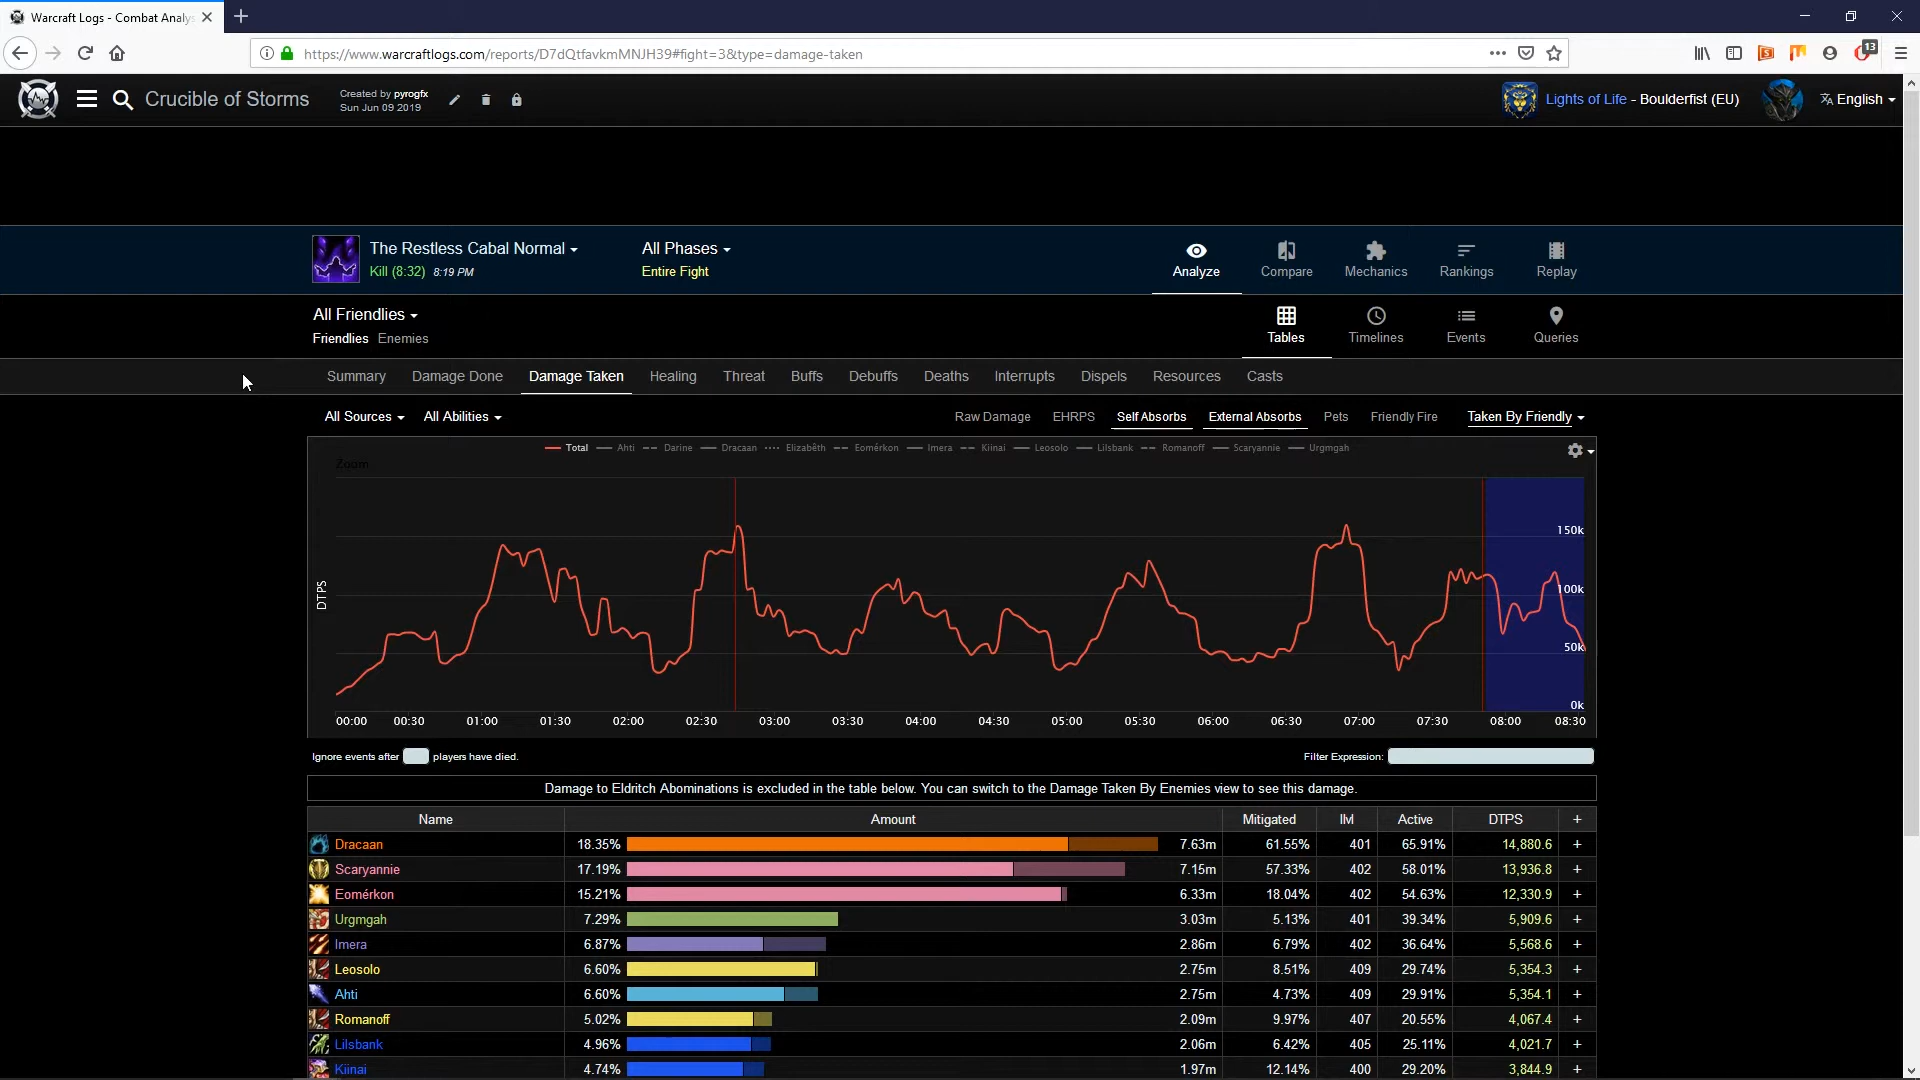 Warcraft Logs - Combat Analys
https://www.warcraftlogs.com/reports/D7dQtfavkmMNJH39#fight=3&type=damage-taken
13
Crucible of Storms
Created by pyrogfx
Sun Jun 09 2019
Lights of Life - Boulderfist (EU)
English
The Restless Cabal Normal
Kill (8:32) 8:19 PM
All Phases
Entire Fight
Analyze Compare Mechanics Rankings Replay
All Friendlies
Friendlies Enemies
Tables Timelines Events Queries
Summary Damage Done Damage Taken Healing Threat Buffs Debuffs Deaths Interrupts Dispels Resources Casts
All Sources All Abilities Raw Damage EHRPS Self Absorbs External Absorbs Pets Friendly Fire Taken By Friendly
Total Ahti Darine Dracaan Elizabêth Eomérkon Imera Kiinai Leosolo Lilsbank Romanoff Scaryannie Urgmgah
Zoom
150k
100k
50k
0k
DTPS
00:00 00:30 01:00 01:30 02:00 02:30 03:00 03:30 04:00 04:30 05:00 05:30 06:00 06:30 07:00 07:30 08:00 08:30
Ignore events after players have died. Filter Expression:
Damage to Eldritch Abominations is excluded in the table below. You can switch to the Damage Taken By Enemies view to see this damage.
Name Amount Mitigated Ilvl Active DTPS +
Dracaan 18.35% 7.63m 61.55% 401 65.91% 14,880.6 +
Scaryannie 17.19% 7.15m 57.33% 402 58.01% 13,936.8 +
Eomérkon 15.21% 6.33m 18.04% 402 54.63% 12,330.9 +
Urgmgah 7.29% 3.03m 5.13% 401 39.34% 5,909.6 +
Imera 6.87% 2.86m 6.79% 402 36.64% 5,568.6 +
Leosolo 6.60% 2.75m 8.51% 409 29.74% 5,354.3 +
Ahti 6.60% 2.75m 4.73% 409 29.91% 5,354.1 +
Romanoff 5.02% 2.09m 9.97% 407 20.55% 4,067.4 +
Lilsbank 4.96% 2.06m 6.42% 405 25.11% 4,021.7 +
Kiinai 4.74% 1.97m 12.14% 400 29.20% 3,844.9 +